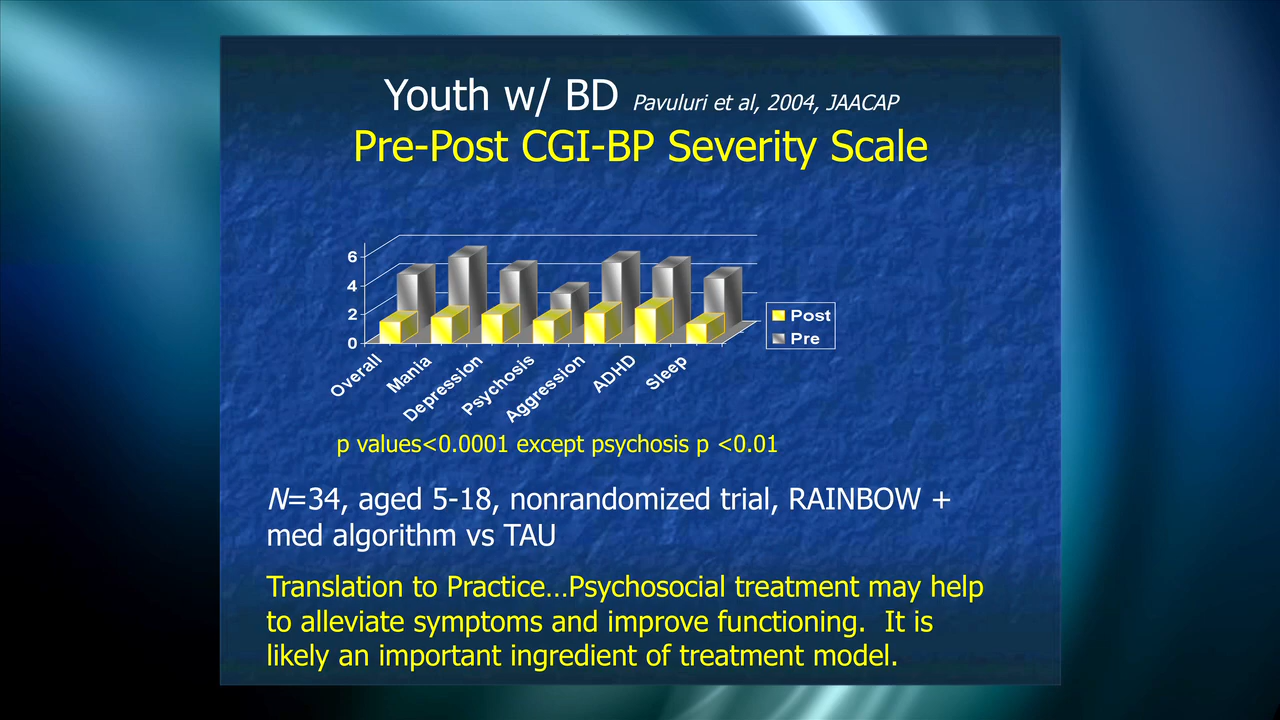 Youth w/ BD Pavuluri et al, 2004, JAACAP
Pre-Post CGI-BP Severity Scale
6
4
2
0
Post
Pre
Overall
Mania
Depression
Psychosis
Aggression
ADHD
Sleep
p values<0.0001 except psychosis p <0.01
N=34, aged 5-18, nonrandomized trial, RAINBOW +
med algorithm vs TAU
Translation to Practice…Psychosocial treatment may help
to alleviate symptoms and improve functioning. It is
likely an important ingredient of treatment model.